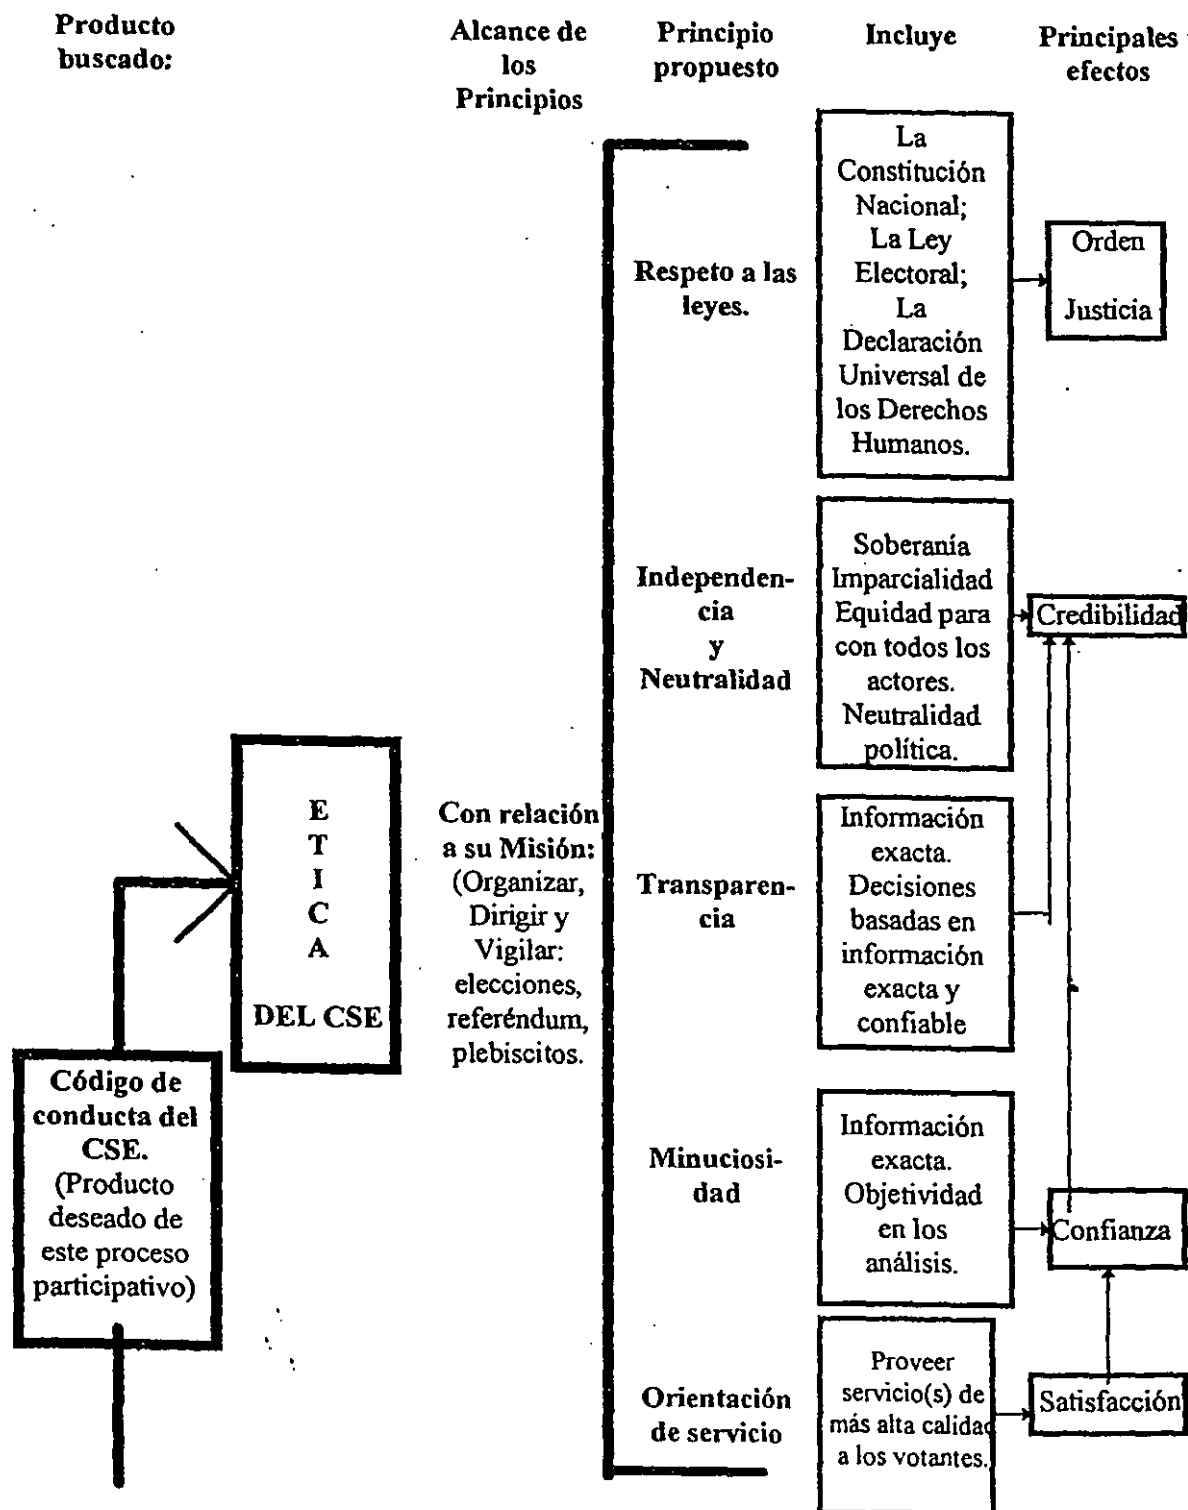 Producto
buscado:
Alcance de
los
Principios
Principio
propuesto
Incluye
Principales
efectos
Código de
conducta del
CSE.
(Producto
deseado de
este proceso
participativo)
E
T
I
C
A
DEL CSE
Con relación
a su Misión:
(Organizar,
Dirigir y
Vigilar:
elecciones,
referéndum,
plebiscitos.
Respeto a las
leyes.
La
Constitución
Nacional;
La Ley
Electoral;
La
Declaración
Universal de
los Derechos
Humanos.
Orden
Justicia
Independen-
cia
y
Neutralidad
Soberanía
Imparcialidad
Equidad para
con todos los
actores.
Neutralidad
política.
Credibilidad
Transparen-
cia
Información
exacta.
Decisiones
basadas en
información
exacta y
confiable
Minuciosi-
dad
Información
exacta.
Objetividad
en los
análisis.
Confianza
Orientación
de servicio
Proveer
servicio(s) de
más alta calidad
a los votantes.
Satisfacción